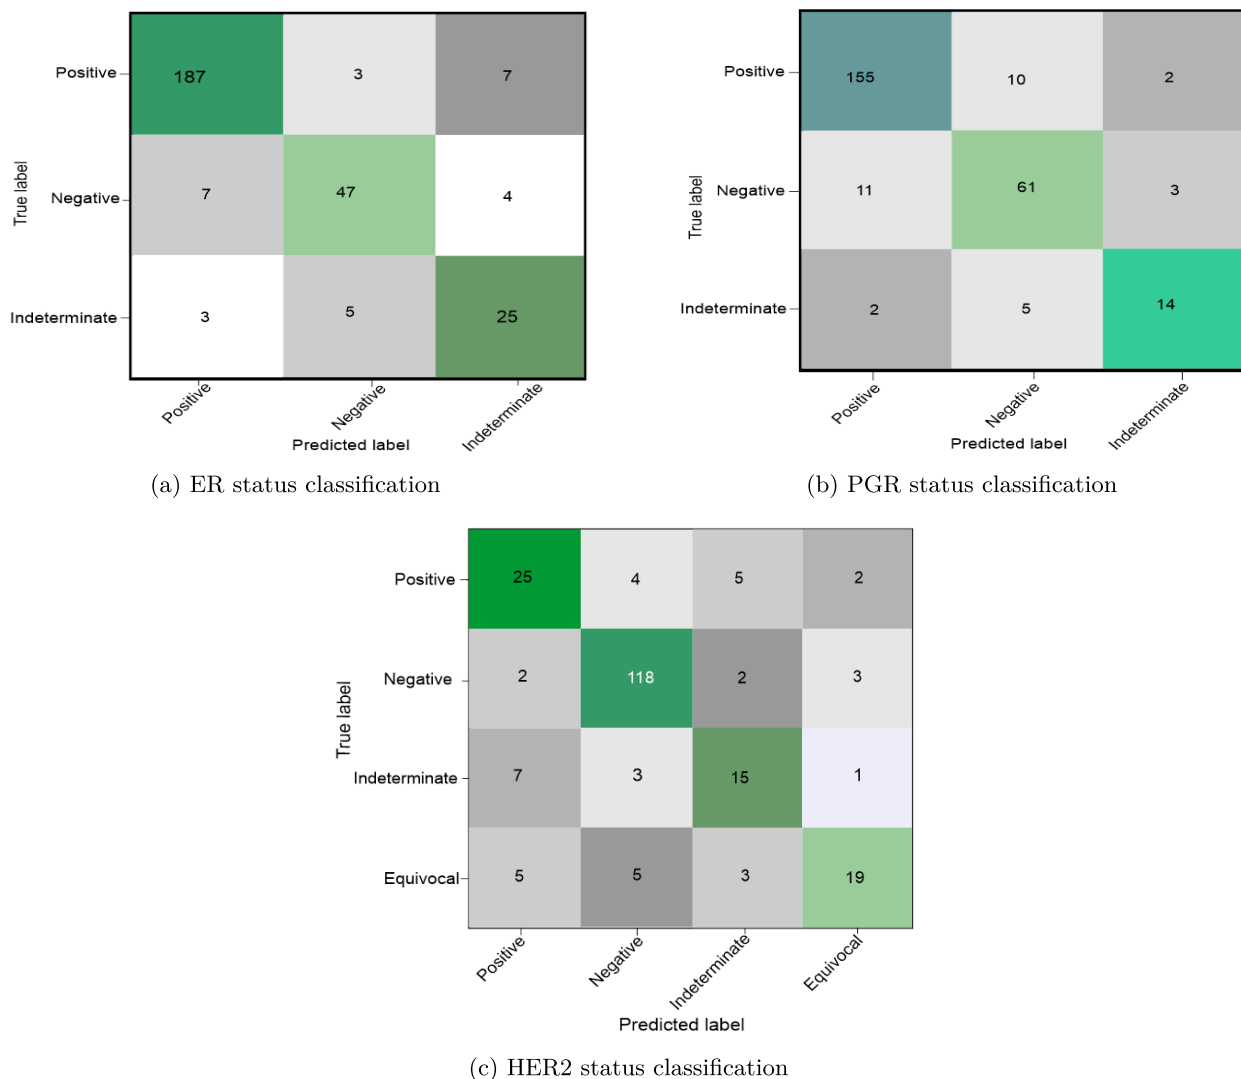 Positive 187 3 7
Negative 7 47 4
Indeterminate 3 5 25
True label
Positive Negative Indeterminate
Predicted label
(a) ER status classification
Positive 155 10 2
Negative 11 61 3
Indeterminate 2 5 14
True label
Positive Negative Indeterminate
Predicted label
(b) PGR status classification
Positive 25 4 5 2
Negative 2 118 2 3
Indeterminate 7 3 15 1
Equivocal 5 5 3 19
True label
Positive Negative Indeterminate Equivocal
Predicted label
(c) HER2 status classification